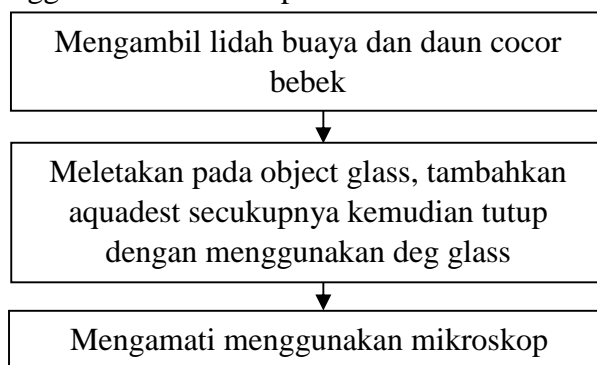 Mengambil lidah buaya dan daun cocor
bebek
Meletakan pada object glass, tambahkan
aquadest secukupnya kemudian tutup
dengan menggunakan deg glass
Mengamati menggunakan mikroskop